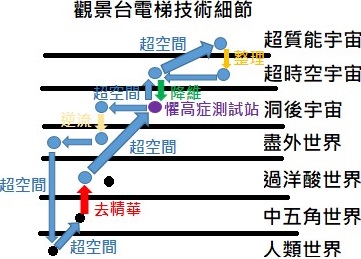 觀景台電梯技術細節
超空間
超質能宇宙
整理
超時空宇宙
超空間
降維
洞後宇宙
懼高症測試站
逆流
超空間
盡外世界
超空間
過洋酸世界
去精華
中五角世界
超空間
人類世界